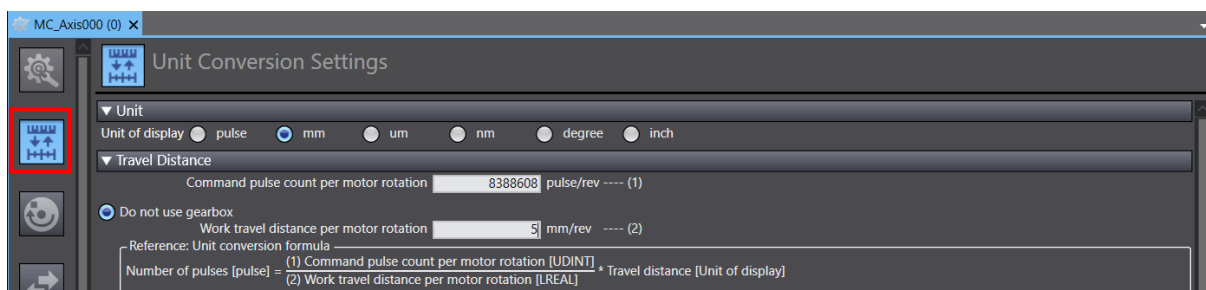 MC_Axis000 (0) ×
Unit Conversion Settings
▼ Unit
Unit of display pulse mm um nm degree inch
▼ Travel Distance
Command pulse count per motor rotation 8388608 pulse/rev ---- (1)
Do not use gearbox
Work travel distance per motor rotation 5 mm/rev ---- (2)
Reference: Unit conversion formula
Number of pulses [pulse] = (1) Command pulse count per motor rotation [UDINT] * Travel distance [Unit of display]
(2) Work travel distance per motor rotation [LREAL]